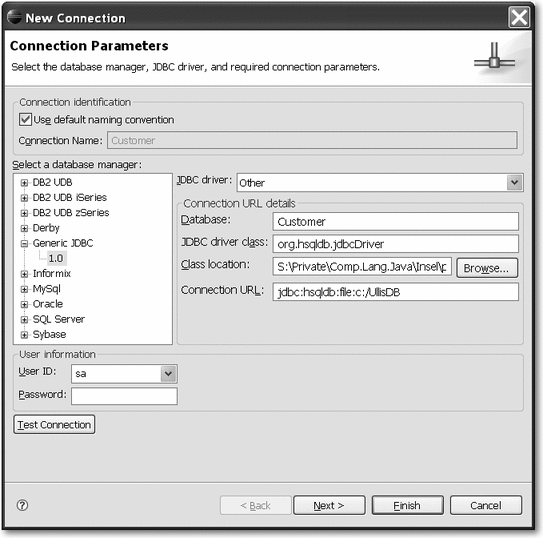 New Connection
Connection Parameters
Select the database manager, JDBC driver, and required connection parameters.
Connection identification
Use default naming convention
Connection Name: Customer
Select a database manager:
DB2 UDB
DB2 UDB iSeries
DB2 UDB zSeries
Derby
Generic JDBC
1.0
Informix
MySql
Oracle
SQL Server
Sybase
JDBC driver: Other
Connection URL details
Database: Customer
JDBC driver class: org.hsqldb.jdbcDriver
Class location: S:\Private\Comp.Lang.Java\Insel\p Browse...
Connection URL: jdbc:hsqldb:file:c:/UllisDB
User information
User ID: sa
Password:
Test Connection
< Back Next > Finish Cancel